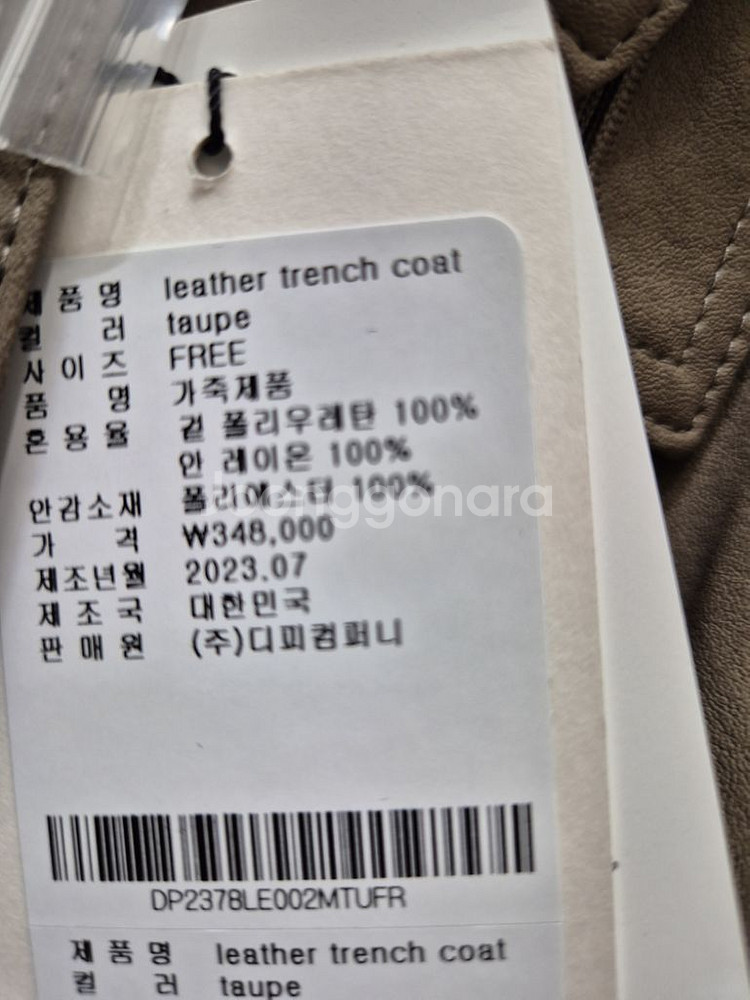 제품명 leather trench coat
컬러 taupe
사이즈 FREE
품명 가죽제품
혼용율 겉 폴리우레탄 100%
안 레이온 100%
안감소재 폴리에스터 100%
가격 ₩348,000
제조년월 2023.07
제조국 대한민국
판매원 (주)디피컴퍼니
DP2378LE002MTUFR
제품명 leather trench coat
컬러 taupe